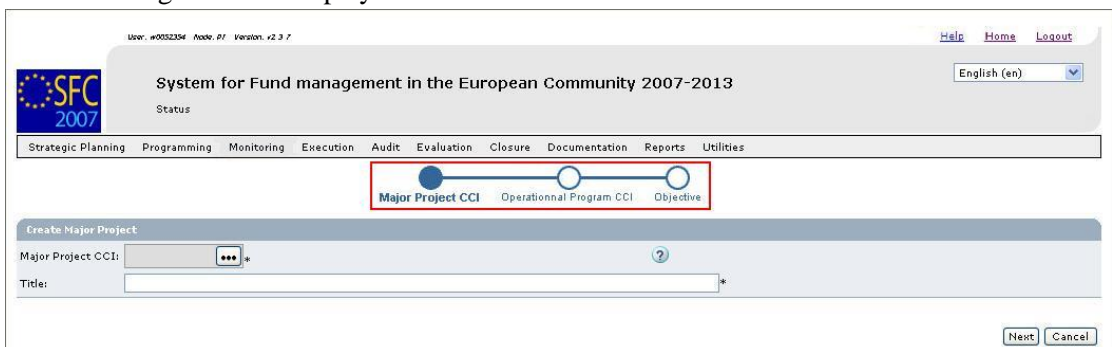 User. w0052354 Node. P1 Version. v2 3 7
Help Home Logout
SFC
2007
System for Fund management in the European Community 2007-2013
English (en)
Status
Strategic Planning Programming Monitoring Execution Audit Evaluation Closure Documentation Reports Utilities
Major Project CCI Operationnal Program CCI Objective
Create Major Project
Major Project CCI: ... * ?
Title: *
Next Cancel